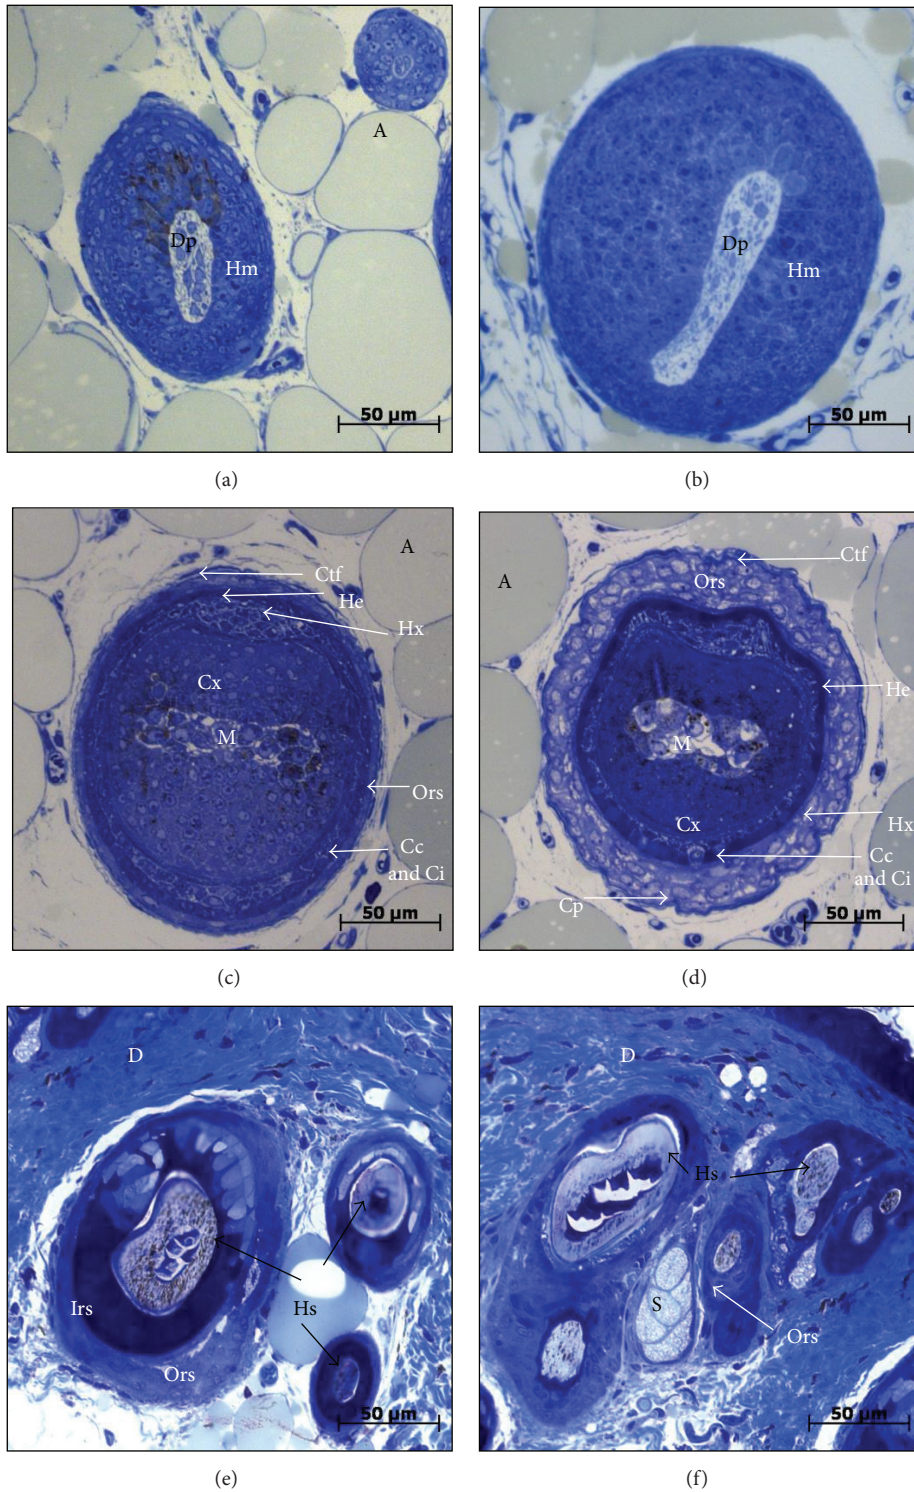 A
Dp
Hm
50 µm
(a)
Dp
Hm
50 µm
(b)
A
Ctf
He
Hx
Cx
M
Ors
Cc
and Ci
50 µm
(c)
Ctf
A
Ors
He
M
Hx
Cx
Cc
and Ci
Cp
50 µm
(d)
D
Irs
Hs
Ors
50 µm
(e)
D
Hs
S
Ors
50 µm
(f)